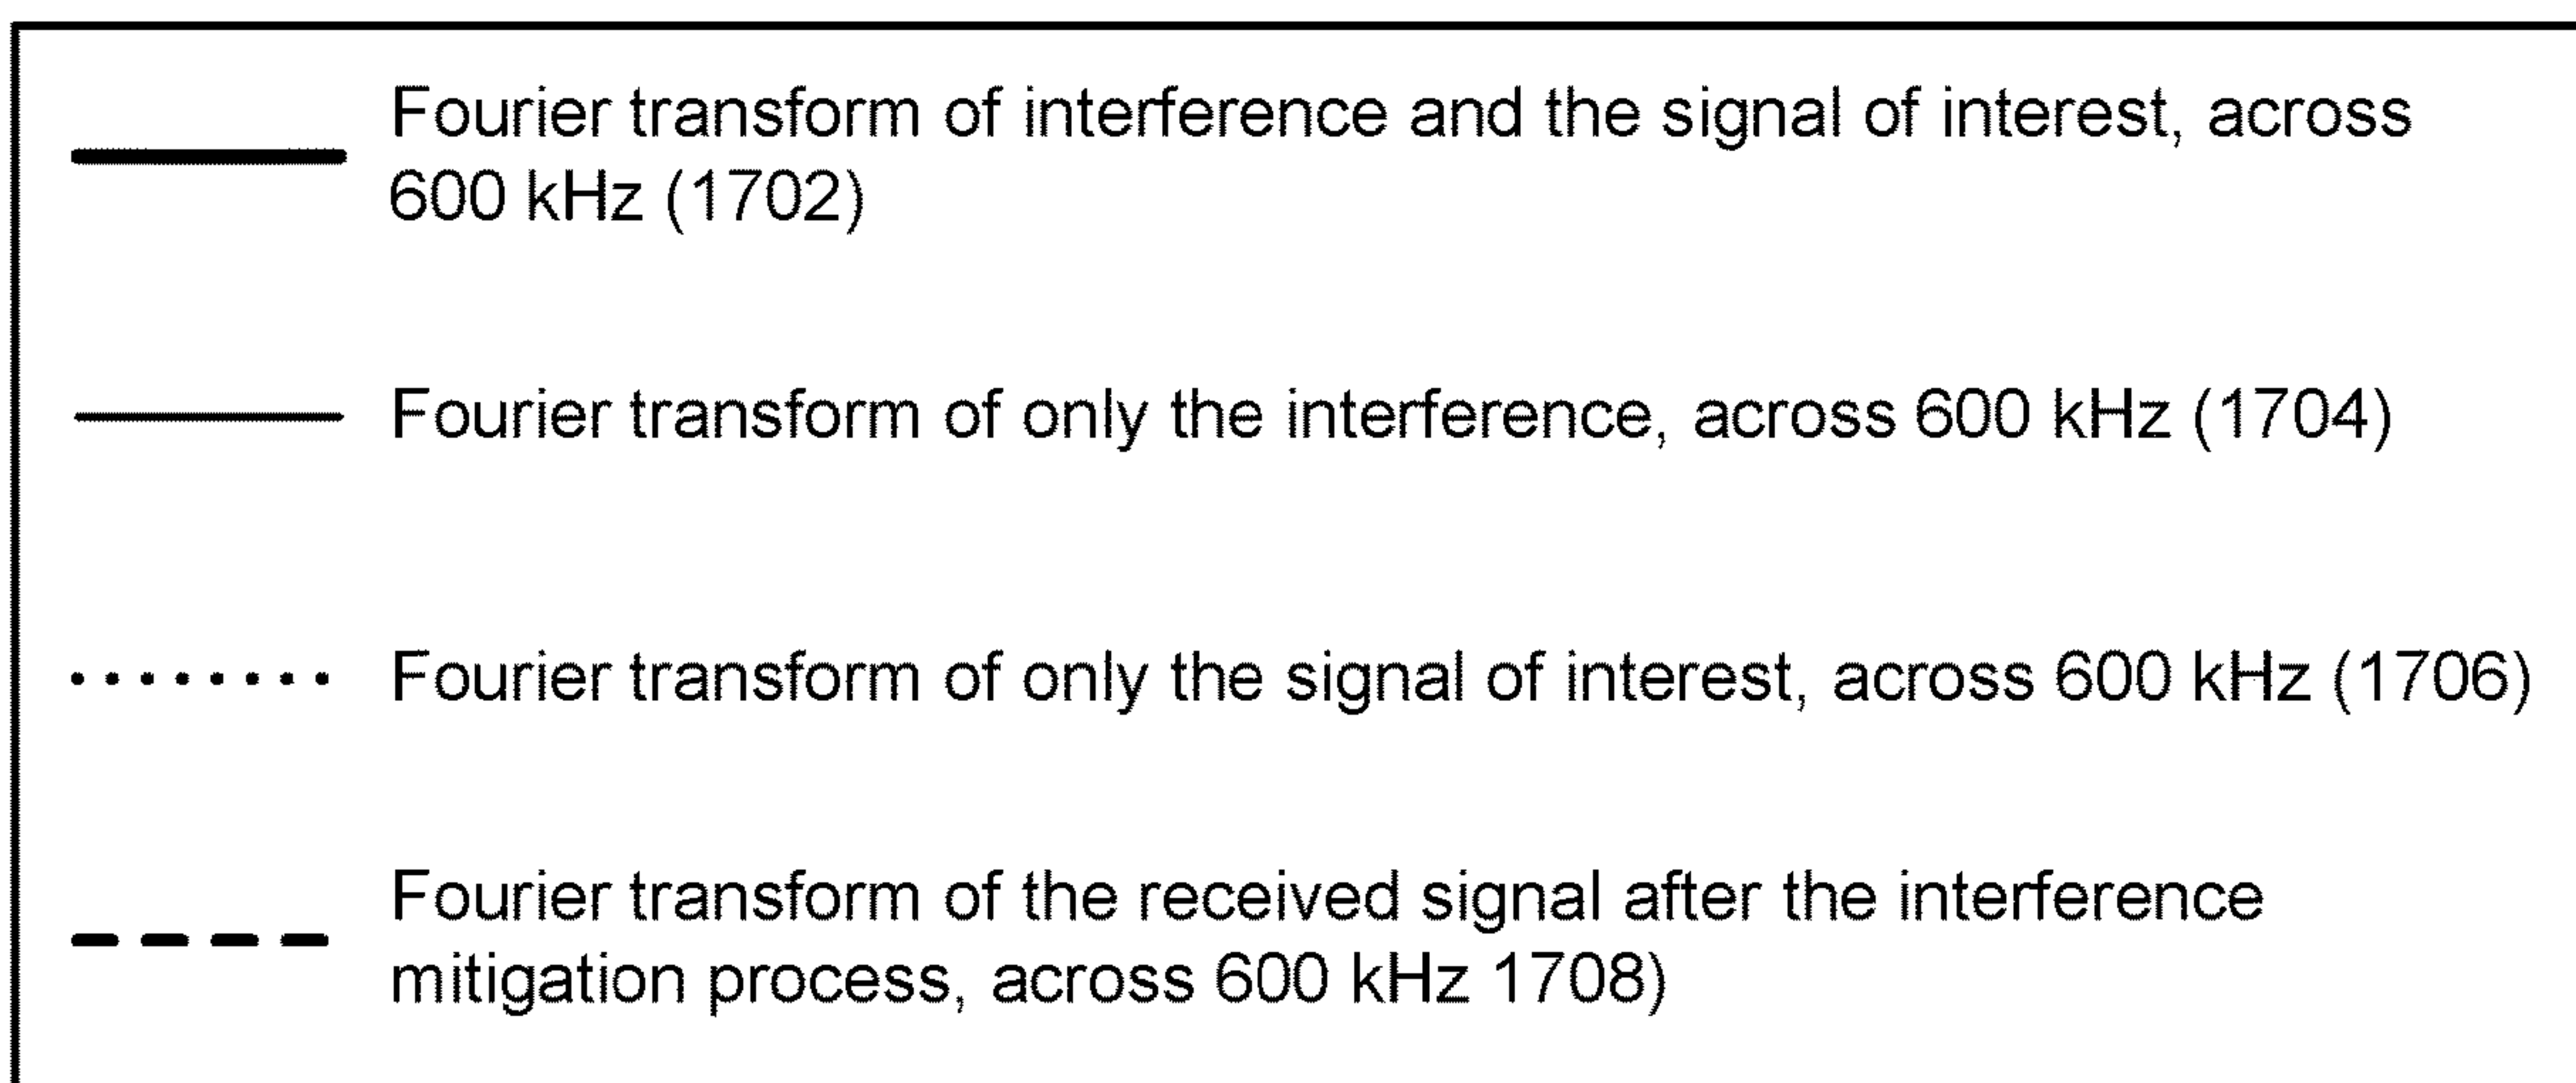 Fourier transform of interference and the signal of interest, across
600 kHz (1702)
Fourier transform of only the interference, across 600 kHz (1704)
Fourier transform of only the signal of interest, across 600 kHz (1706)
Fourier transform of the received signal after the interference
mitigation process, across 600 kHz 1708)